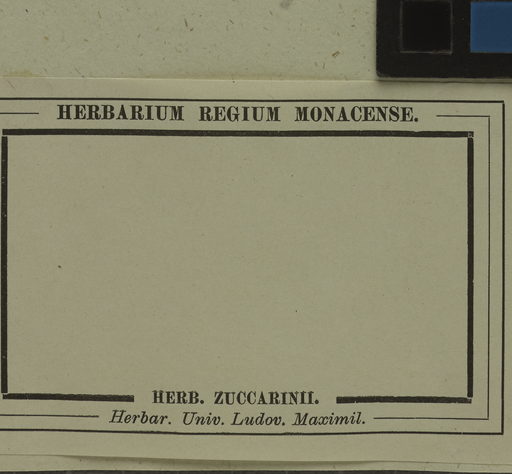 HERBARIUM REGIUM MONACENSE.
HERB. ZUCCARINII.
Herbar. Univ. Ludov. Maximil.